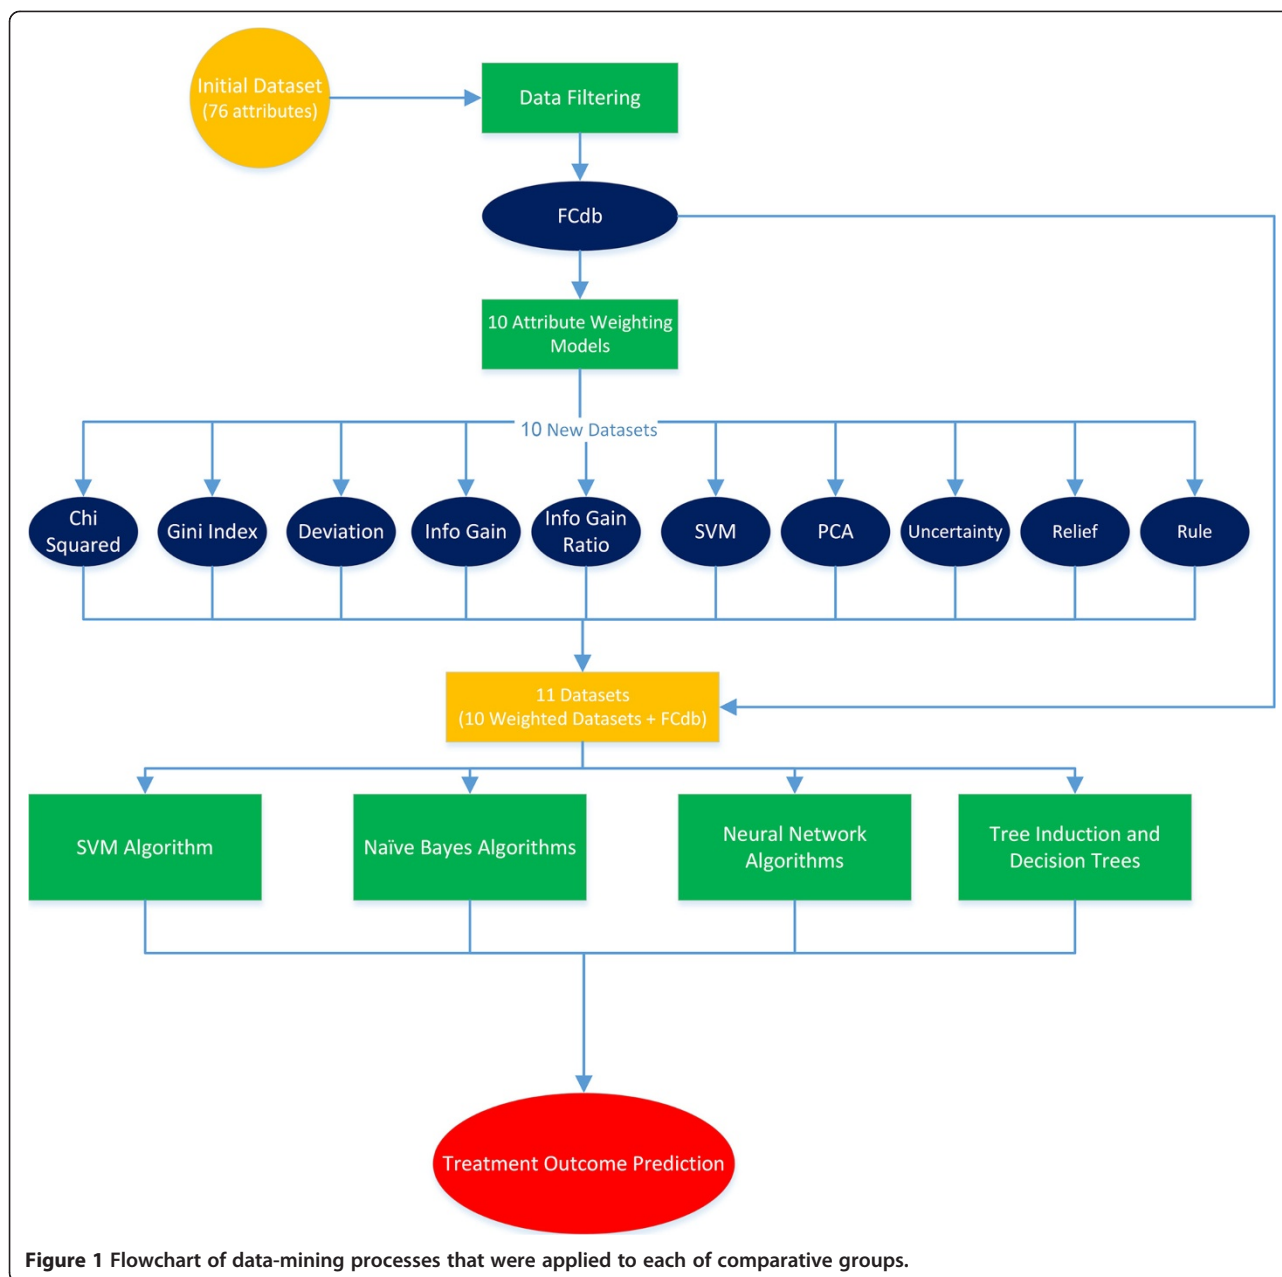 Initial Dataset
(76 attributes)
Data Filtering
FCdb
10 Attribute Weighting
Models
10 New Datasets
Chi
Squared
Gini Index
Deviation
Info Gain
Info Gain
Ratio
SVM
PCA
Uncertainty
Relief
Rule
11 Datasets
(10 Weighted Datasets + FCdb)
SVM Algorithm
Naïve Bayes Algorithms
Neural Network
Algorithms
Tree Induction and
Decision Trees
Treatment Outcome Prediction
Figure 1 Flowchart of data-mining processes that were applied to each of comparative groups.